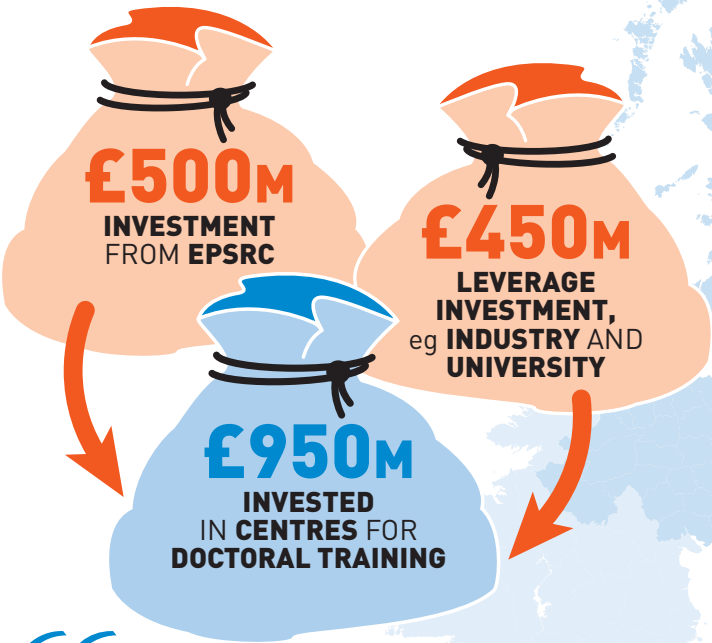 £500M
INVESTMENT
FROM EPSRC
£450M
LEVERAGE
INVESTMENT,
eg INDUSTRY AND
UNIVERSITY
£950M
INVESTED
IN CENTRES FOR
DOCTORAL TRAINING